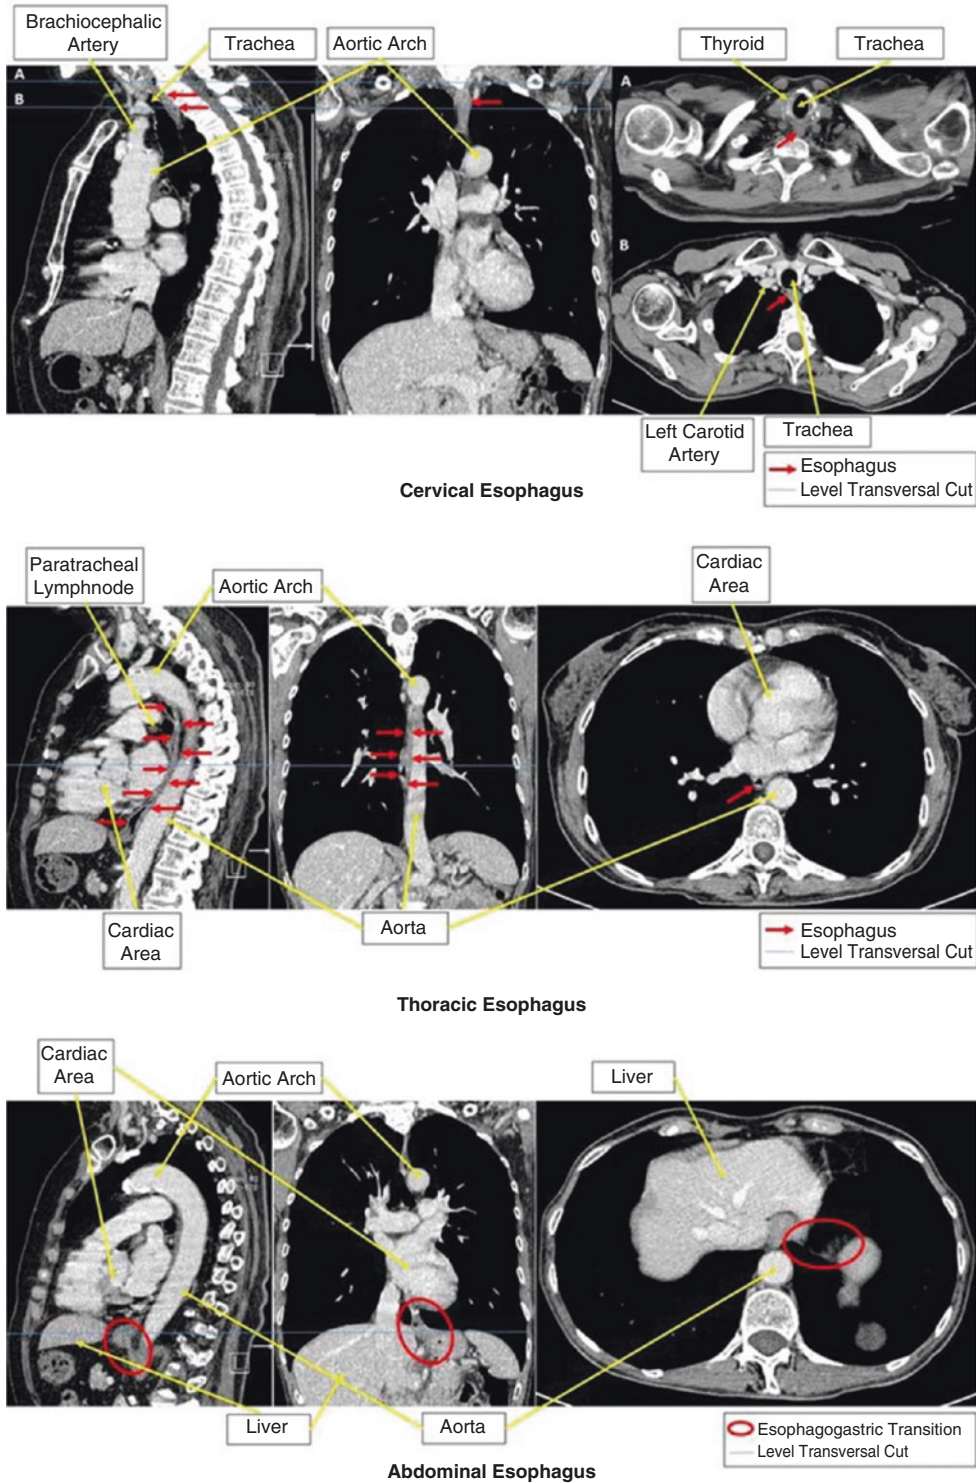 Brachiocephalic
Artery
Trachea
Aortic Arch
Thyroid
Trachea
A
B
A
B
Left Carotid
Artery
Trachea
Esophagus
Level Transversal Cut
Cervical Esophagus
Paratracheal
Lymphnode
Aortic Arch
Cardiac
Area
Cardiac
Area
Aorta
Esophagus
Level Transversal Cut
Thoracic Esophagus
Cardiac
Area
Aortic Arch
Liver
Liver
Aorta
Esophagogastric Transition
Level Transversal Cut
Abdominal Esophagus